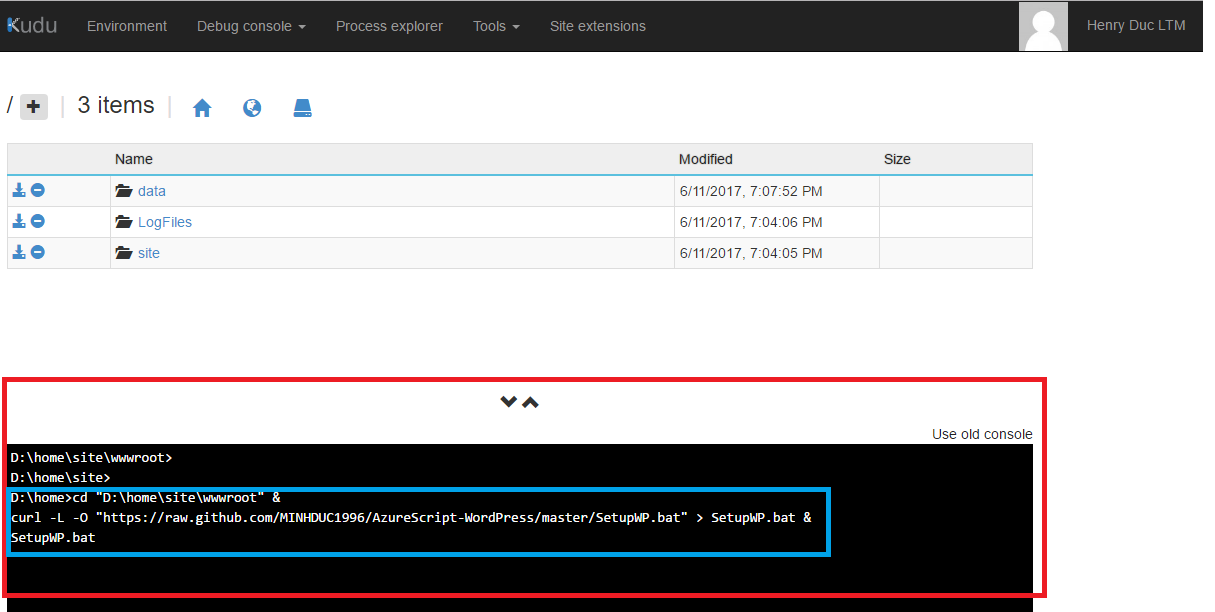 Kudu Environment Debug console Process explorer Tools Site extensions Henry Duc LTM
/ + | 3 items |
Name Modified Size
data 6/11/2017, 7:07:52 PM
LogFiles 6/11/2017, 7:04:06 PM
site 6/11/2017, 7:04:05 PM
Use old console
D:\home\site\wwwroot>
D:\home\site>
D:\home>cd "D:\home\site\wwwroot" &
curl -L -O "https://raw.github.com/MINHDUC1996/AzureScript-WordPress/master/SetupWP.bat" > SetupWP.bat &
SetupWP.bat